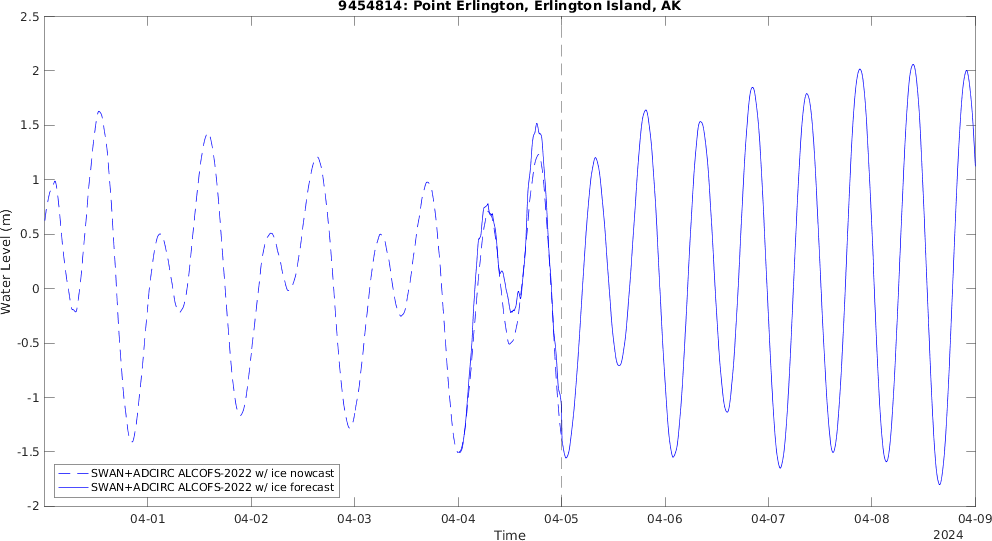 9454814: Point Erlington, Erlington Island, AK
2.5
2
1.5
1
0.5
0
-0.5
-1
-1.5
-2
Water Level (m)
SWAN+ADCIRC ALCOFS-2022 w/ ice nowcast
SWAN+ADCIRC ALCOFS-2022 w/ ice forecast
04-01 04-02 04-03 04-04 04-05 04-06 04-07 04-08 04-09
Time
2024